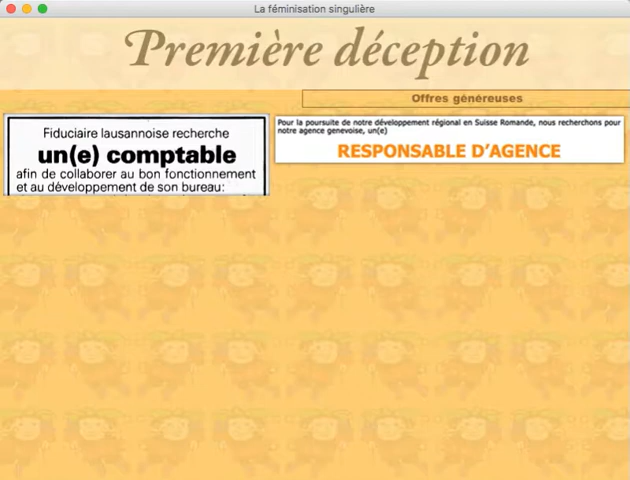 La féminisation singulière
Première déception
Offres généreuses
Fiduciaire lausannoise recherche
un(e) comptable
afin de collaborer au bon fonctionnement
et au développement de son bureau:
Pour la poursuite de notre développement régional en Suisse Romande, nous recherchons pour
notre agence genevoise, un(e)
RESPONSABLE D'AGENCE